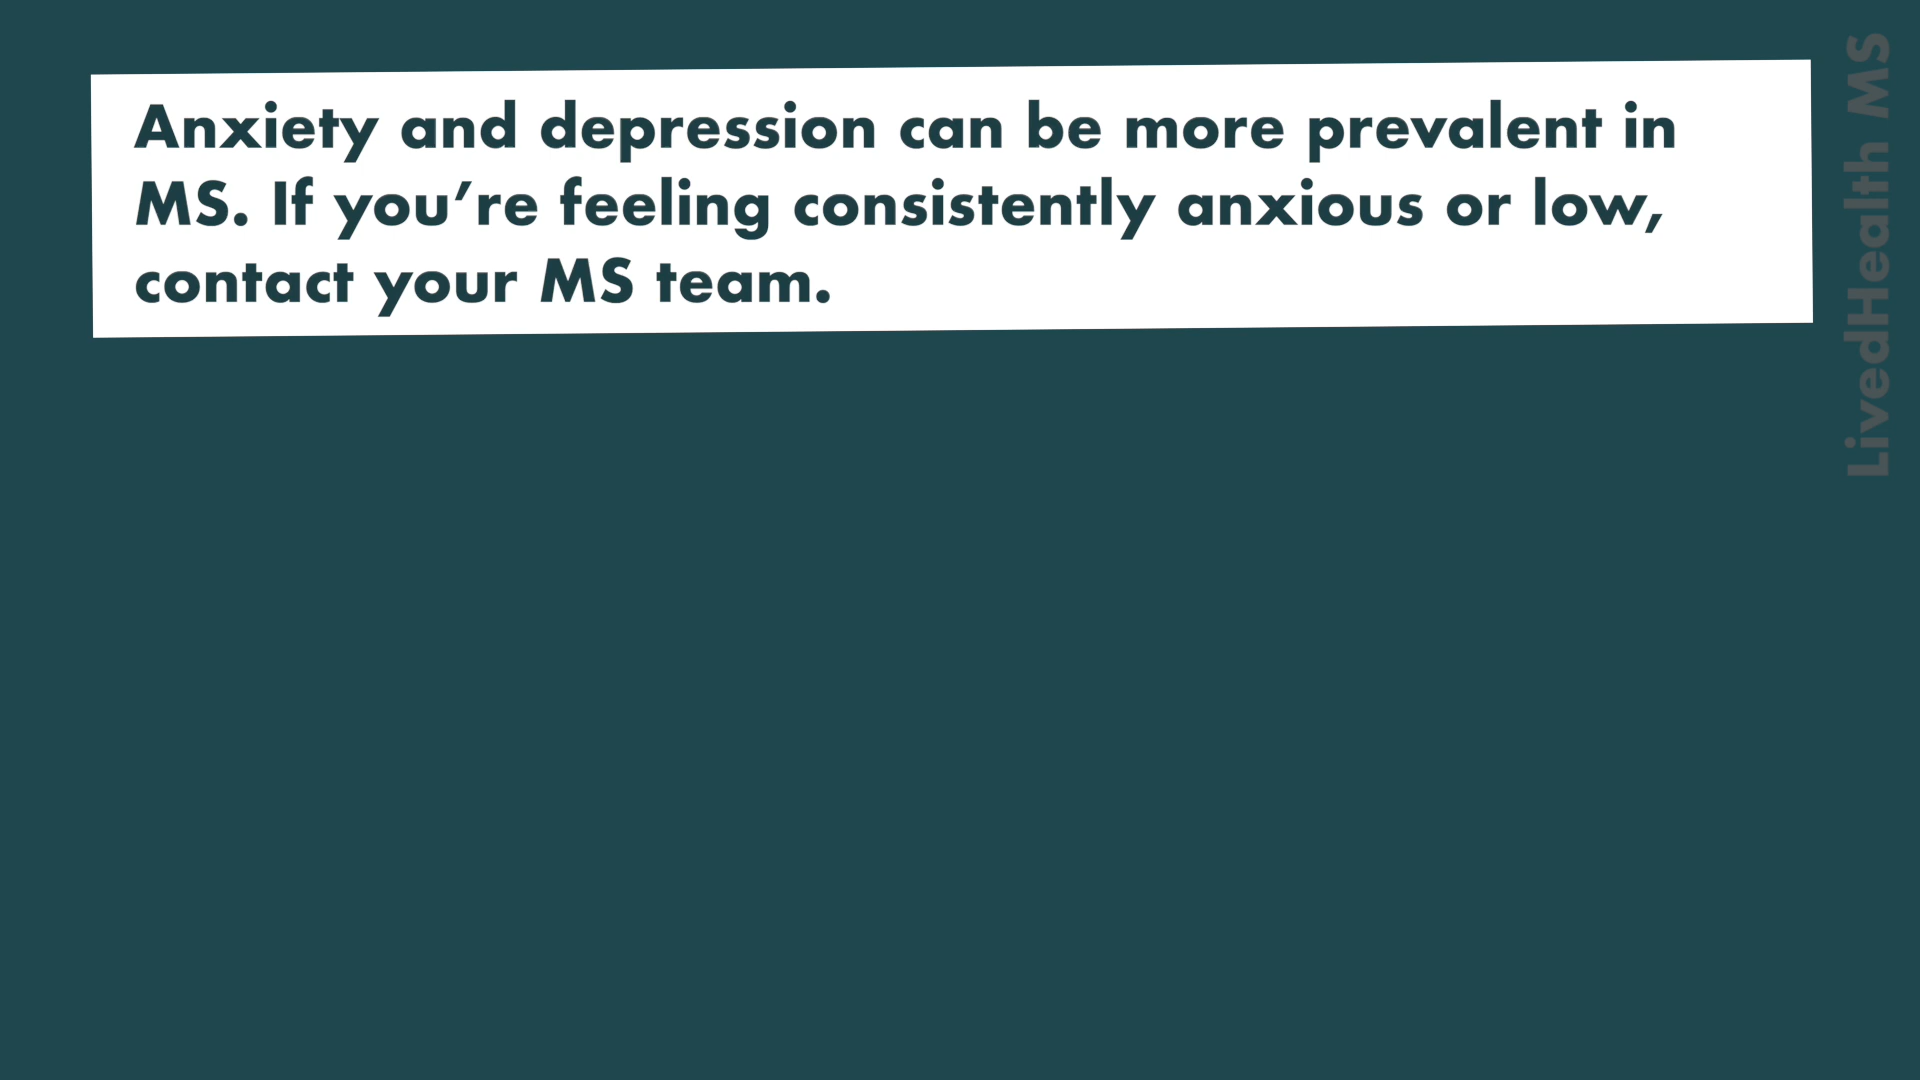 Anxiety and depression can be more prevalent in
MS. If you’re feeling consistently anxious or low,
contact your MS team.
LivedHealth MS